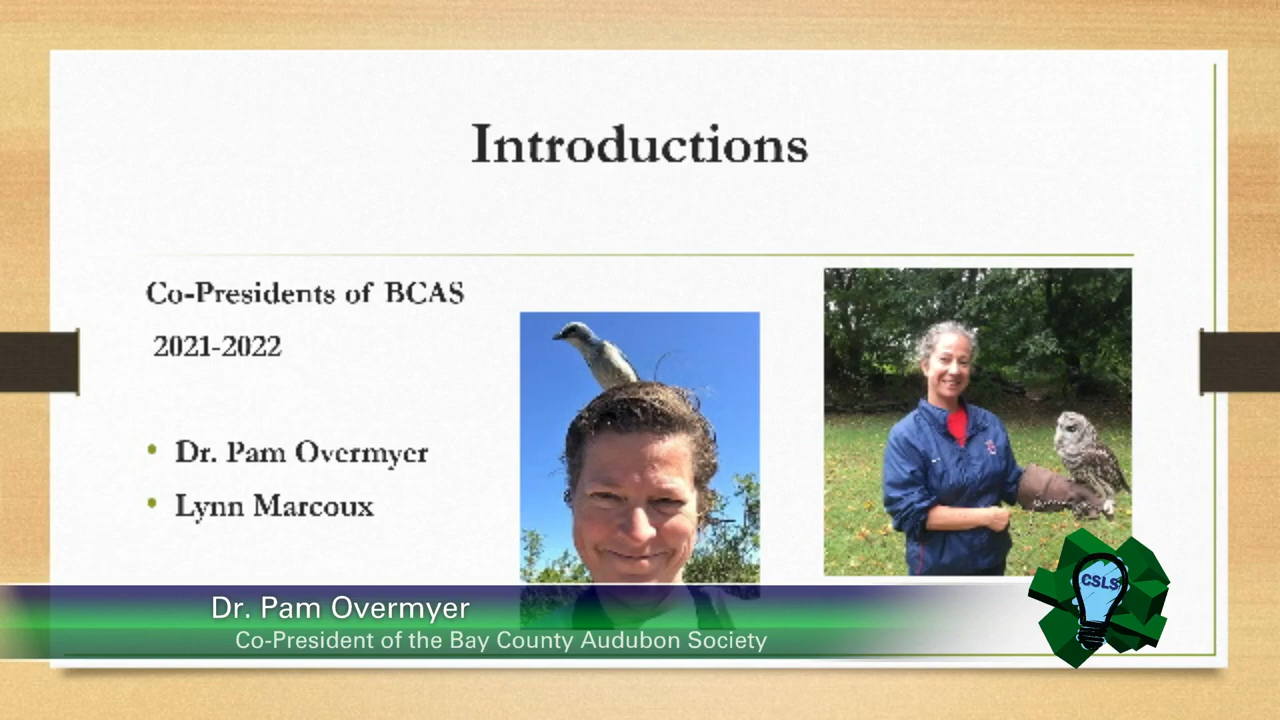 Introductions
Co-Presidents of BCAS
2021-2022
• Dr. Pam Overmyer
• Lynn Marcoux
Dr. Pam Overmyer
Co-President of the Bay County Audubon Society
CSLS